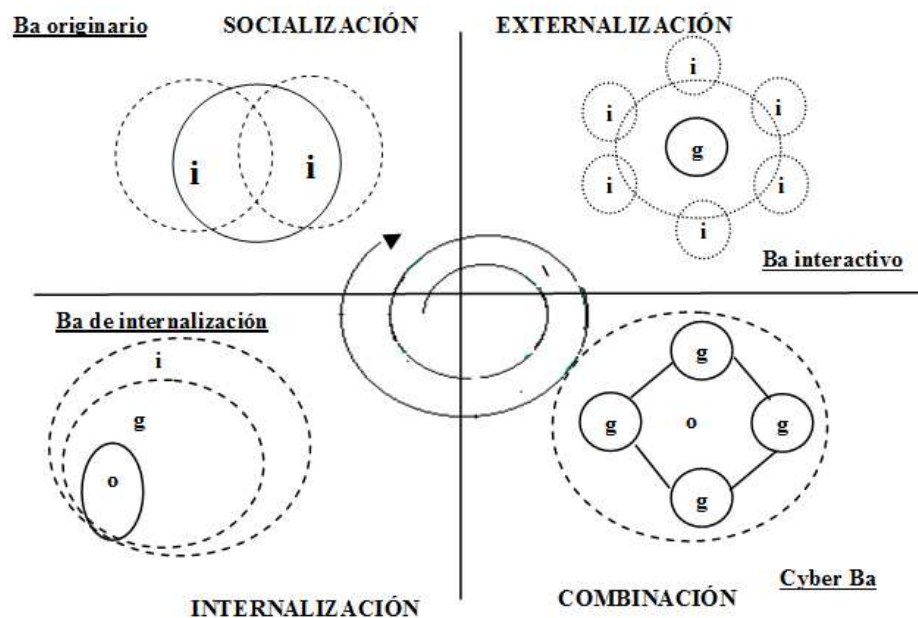 Ba originario
SOCIALIZACIÓN
EXTERNALIZACIÓN
i
i
i
i
i
g
i
i
i
Ba interactivo
Ba de internalización
i
g
o
g
g
o
g
g
Cyber Ba
INTERNALIZACIÓN
COMBINACIÓN